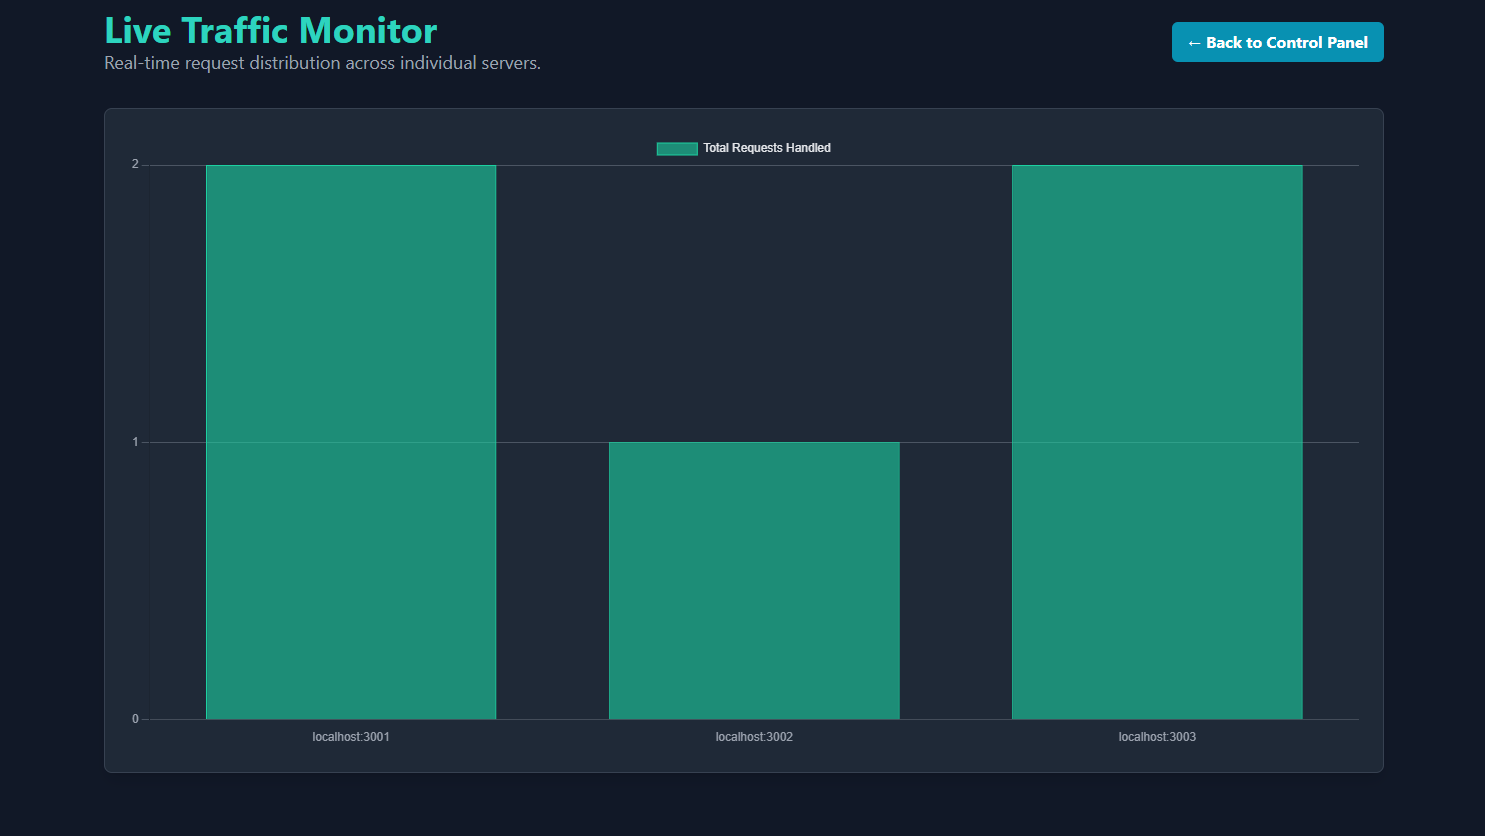 Live Traffic Monitor
Real-time request distribution across individual servers.
← Back to Control Panel
Total Requests Handled
2
1
0
localhost:3001
localhost:3002
localhost:3003